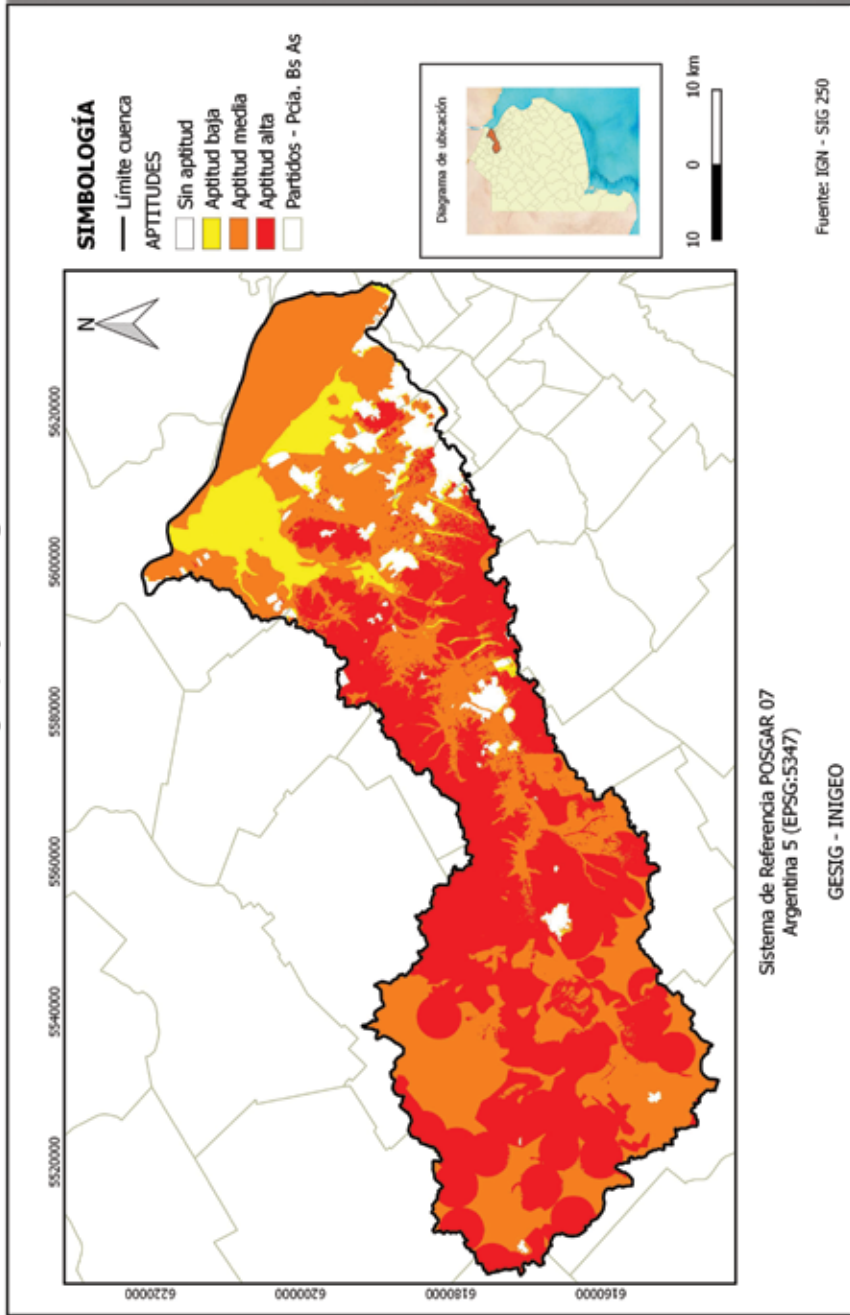 SIMBOLOGÍA
Límite cuenca
APTITUDES
Sin aptitud
Aptitud baja
Aptitud media
Aptitud alta
Partidos - Pcia. Bs As
Diagrama de ubicación
10 0 10 km
Fuente: IGN - SIG 250
N
5520000 5540000 5560000 5580000 5600000 5620000
6220000
6200000
6180000
6160000
Sistema de Referencia POSGAR 07
Argentina 5 (EPSG:5347)
GESIG - INIGEO